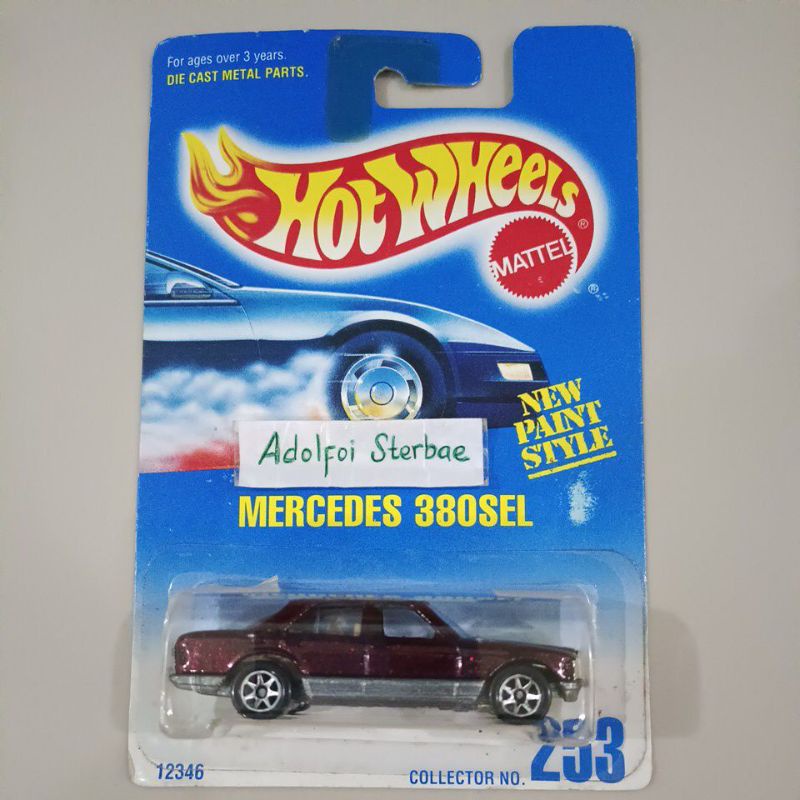 For ages over 3 years.
DIE CAST METAL PARTS.
HOT WHEELS
®
MATTEL
®
NEW
PAINT
STYLE
Adolfoi Sterbae
MERCEDES 380SEL
12346
COLLECTOR NO. 253